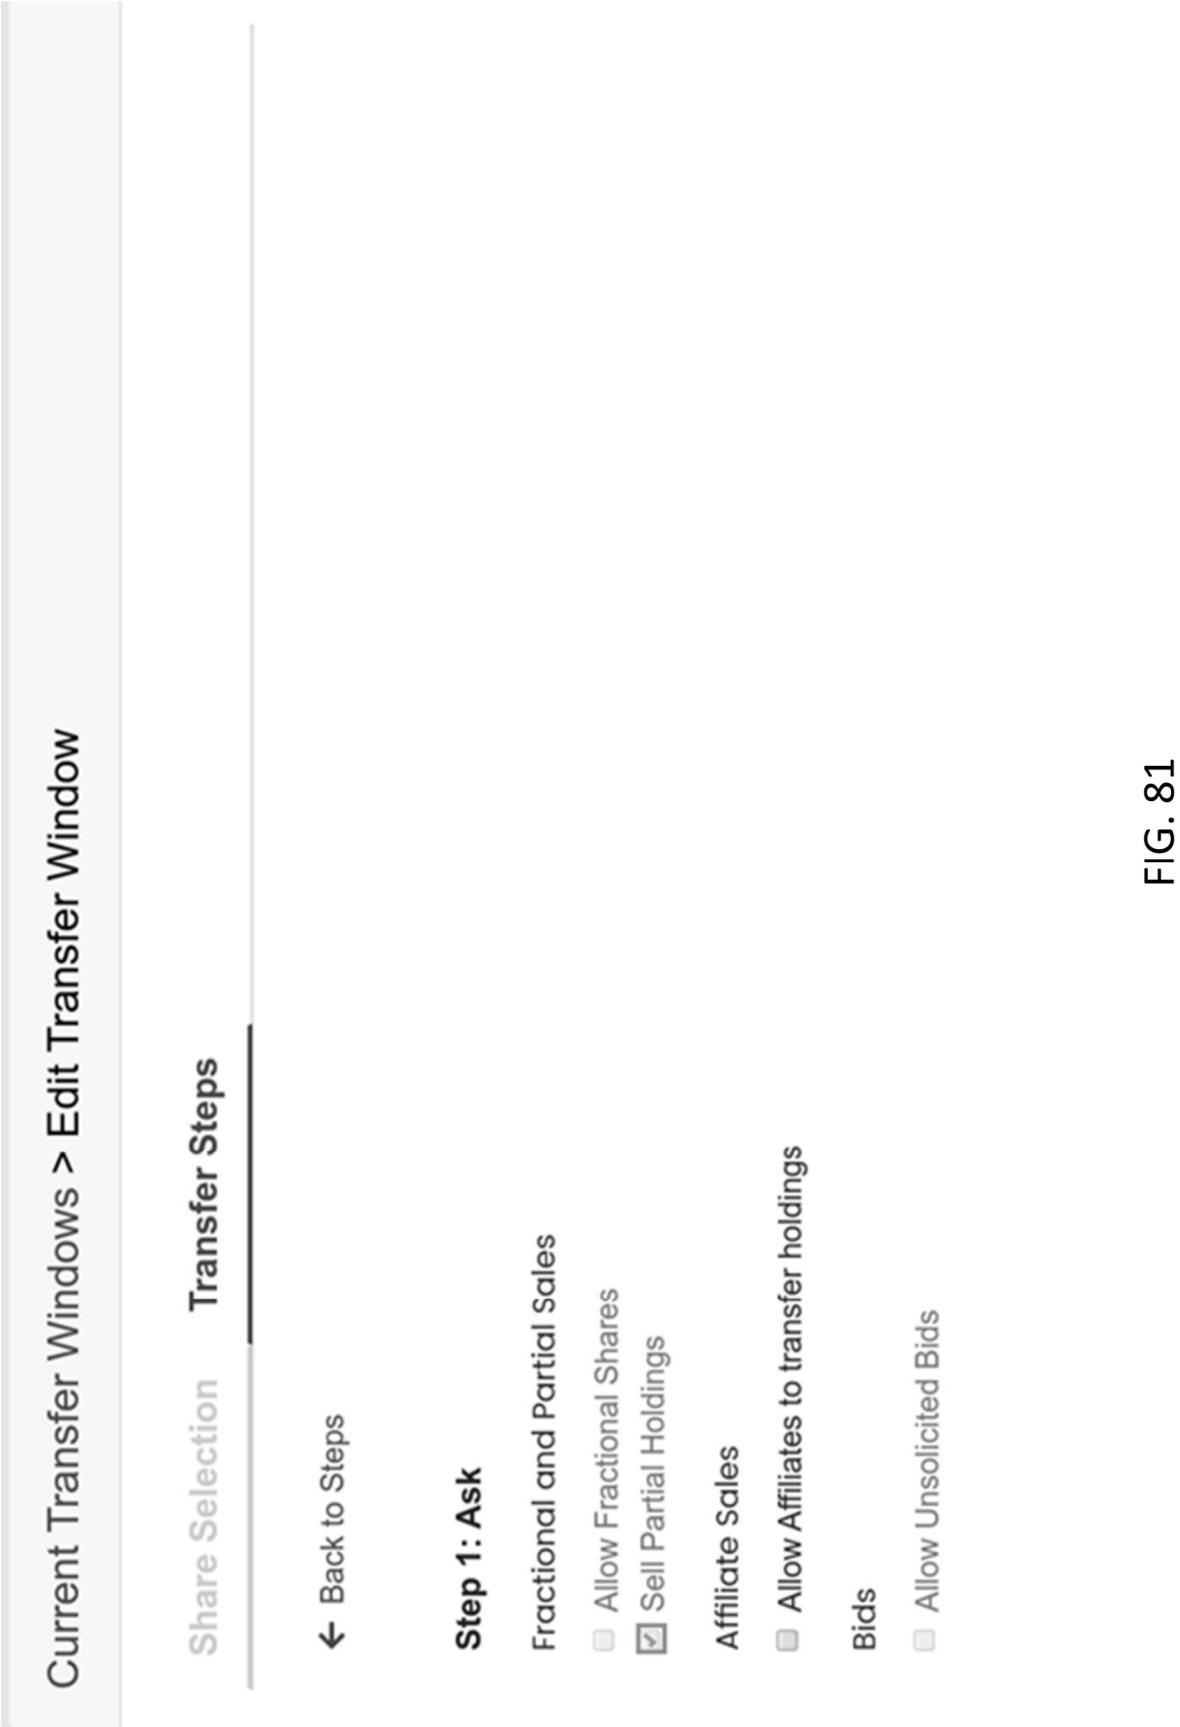 Current Transfer Windows > Edit Transfer Window
Share Selection Transfer Steps
← Back to Steps
Step 1: Ask
Fractional and Partial Sales
Allow Fractional Shares
Sell Partial Holdings
Affiliate Sales
Allow Affiliates to transfer holdings
Bids
Allow Unsolicited Bids
FIG. 81